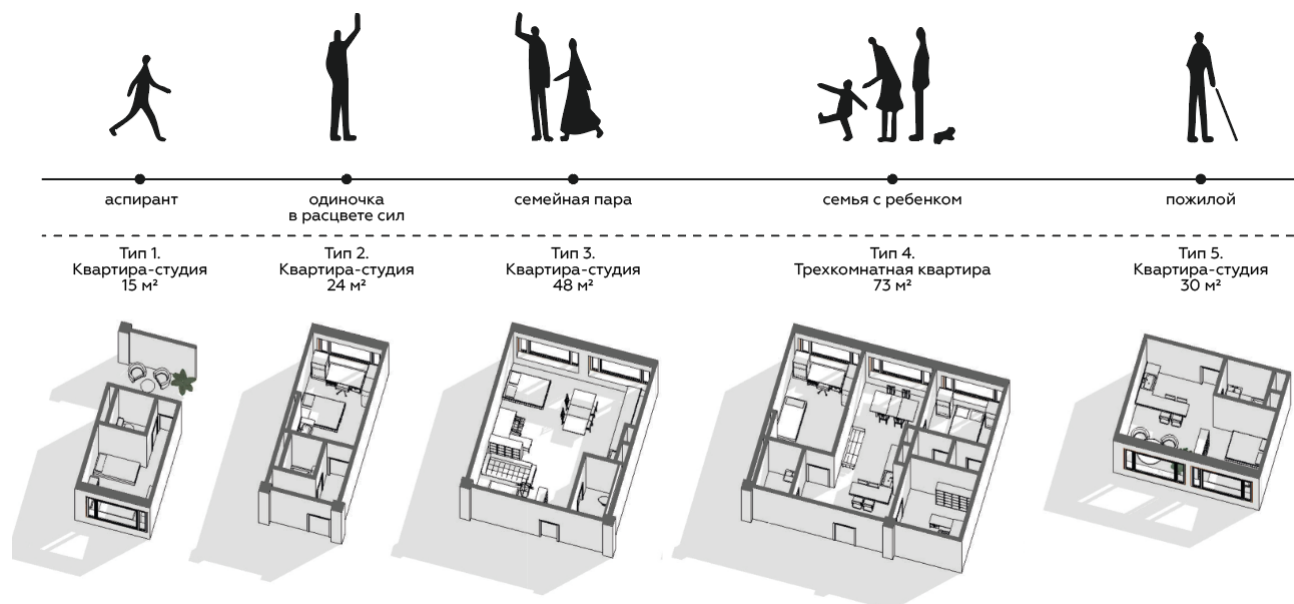 аспирант
одиночка
в расцвете сил
семейная пара
семья с ребенком
пожилой
Тип 1.
Квартира-студия
15 м²
Тип 2.
Квартира-студия
24 м²
Тип 3.
Квартира-студия
48 м²
Тип 4.
Трехкомнатная квартира
73 м²
Тип 5.
Квартира-студия
30 м²